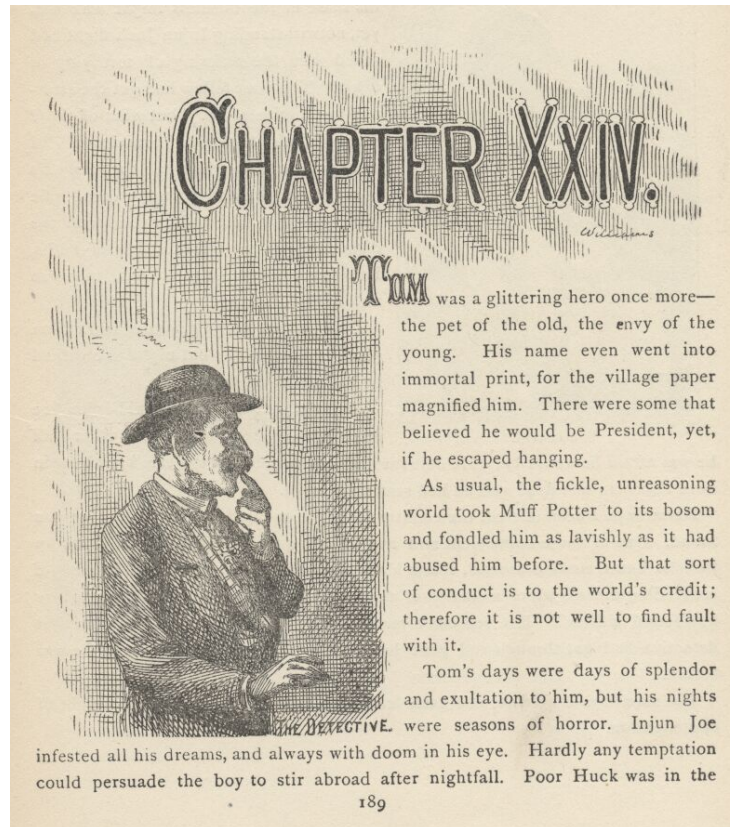 CHAPTER XXIV.
Williams
TOM was a glittering hero once more—
the pet of the old, the envy of the
young. His name even went into
immortal print, for the village paper
magnified him. There were some that
believed he would be President, yet,
if he escaped hanging.
As usual, the fickle, unreasoning
world took Muff Potter to its bosom
and fondled him as lavishly as it had
abused him before. But that sort
of conduct is to the world's credit;
therefore it is not well to find fault
with it.
Tom's days were days of splendor
and exultation to him, but his nights
THE DETECTIVE. were seasons of horror. Injun Joe
infested all his dreams, and always with doom in his eye. Hardly any temptation
could persuade the boy to stir abroad after nightfall. Poor Huck was in the
189